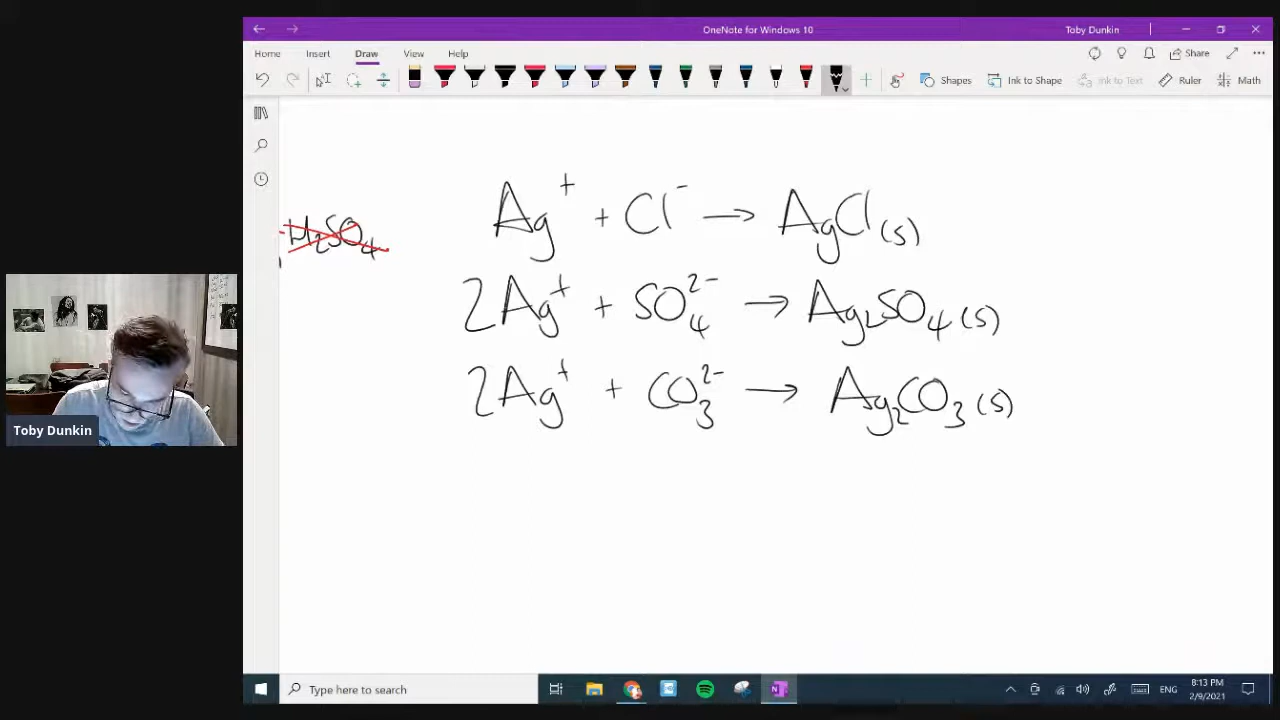 OneNote for Windows 10
Toby Dunkin
Home Insert Draw View Help
Share
Shapes Ink to Shape Ink to Text Ruler Math
H₂SO₄
Ag⁺ + Cl⁻ → AgCl(s)
2Ag⁺ + SO₄²⁻ → Ag₂SO₄(s)
2Ag⁺ + CO₃²⁻ → Ag₂CO₃(s)
Toby Dunkin
Type here to search
ENG
8:13 PM
2/9/2021